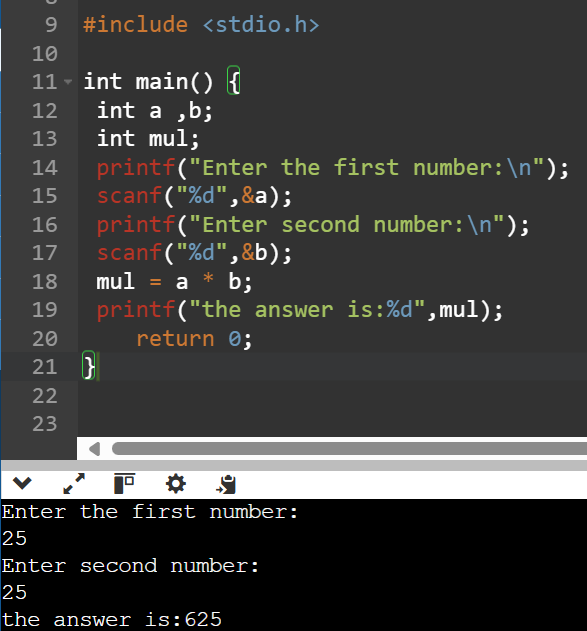 9 #include <stdio.h>
10
11 int main() {
12 int a ,b;
13 int mul;
14 printf("Enter the first number:\n");
15 scanf("%d",&a);
16 printf("Enter second number:\n");
17 scanf("%d",&b);
18 mul = a * b;
19 printf("the answer is:%d",mul);
20 return 0;
21 }
22
23
Enter the first number:
25
Enter second number:
25
the answer is:625